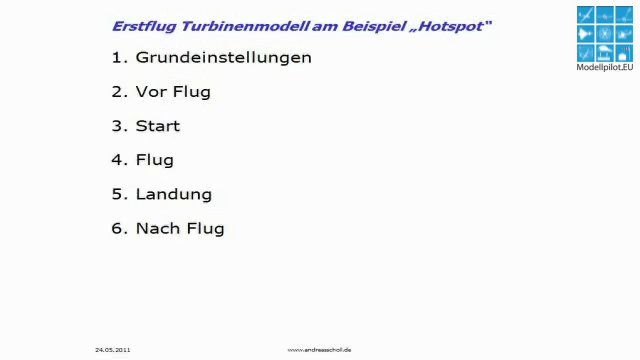 Erstflug Turbinenmodell am Beispiel „Hotspot“
1. Grundeinstellungen
2. Vor Flug
3. Start
4. Flug
5. Landung
6. Nach Flug
Modellpilot.EU
24.05.2011
www.andreasscholl.de